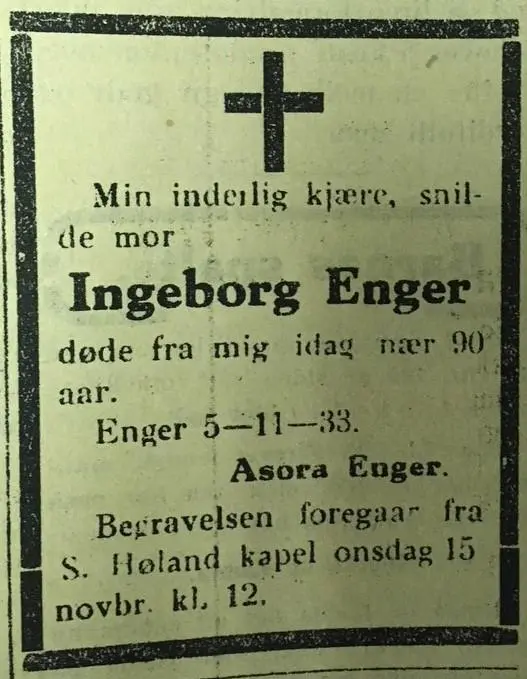 Min inderlig kjære, snil-
de mor
Ingeborg Enger
døde fra mig idag nær 90
aar.
Enger 5—11—33.
Asora Enger.
Begravelsen foregaar fra
S. Høland kapel onsdag 15
novbr. kl. 12.